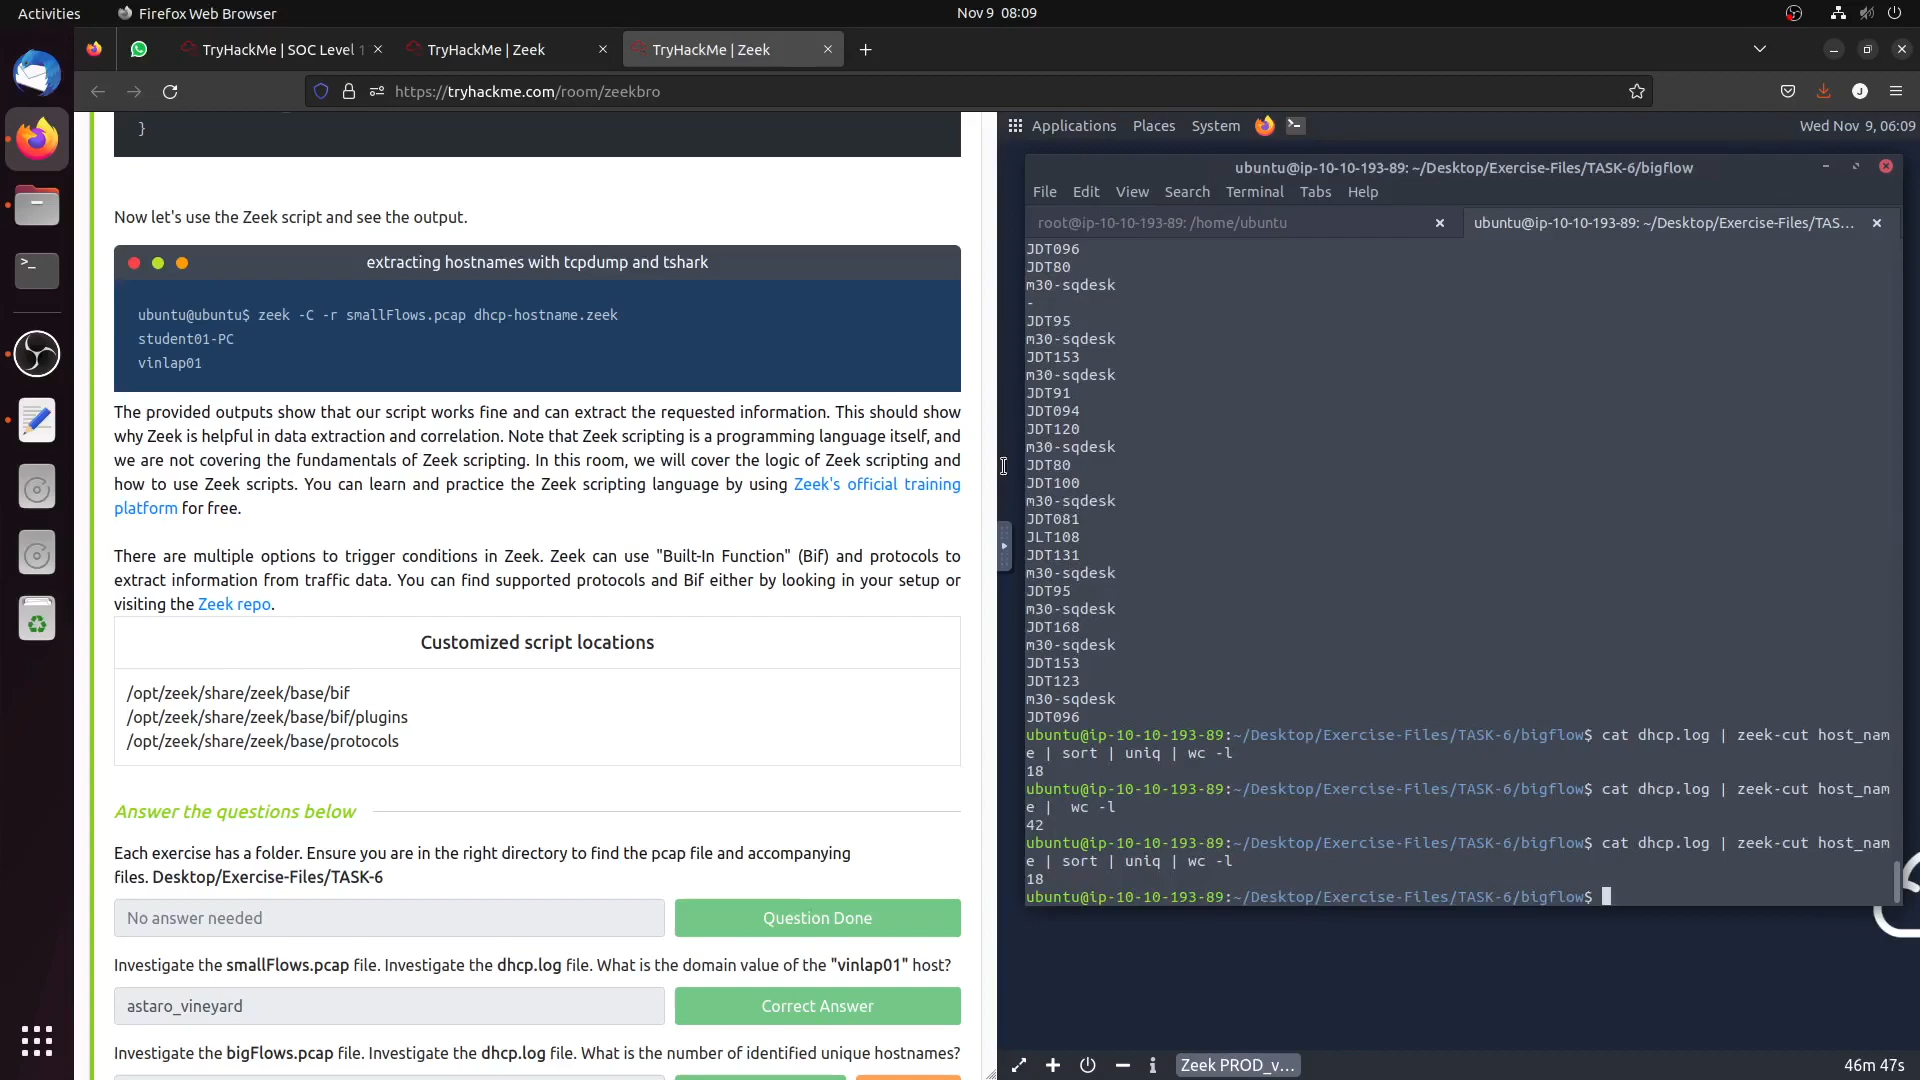 Activities
Firefox Web Browser
Nov 9 08:09
TryHackMe | SOC Level 1
TryHackMe | Zeek
TryHackMe | Zeek
https://tryhackme.com/room/zeekbro
}
Now let's use the Zeek script and see the output.
extracting hostnames with tcpdump and tshark
ubuntu@ubuntu$ zeek -C -r smallFlows.pcap dhcp-hostname.zeek
student01-PC
vinlap01
The provided outputs show that our script works fine and can extract the requested information. This should show
why Zeek is helpful in data extraction and correlation. Note that Zeek scripting is a programming language itself, and
we are not covering the fundamentals of Zeek scripting. In this room, we will cover the logic of Zeek scripting and
how to use Zeek scripts. You can learn and practice the Zeek scripting language by using Zeek's official training
platform for free.
There are multiple options to trigger conditions in Zeek. Zeek can use "Built-In Function" (Bif) and protocols to
extract information from traffic data. You can find supported protocols and Bif either by looking in your setup or
visiting the Zeek repo.
Customized script locations
/opt/zeek/share/zeek/base/bif
/opt/zeek/share/zeek/base/bif/plugins
/opt/zeek/share/zeek/base/protocols
Answer the questions below
Each exercise has a folder. Ensure you are in the right directory to find the pcap file and accompanying
files. Desktop/Exercise-Files/TASK-6
No answer needed
Question Done
Investigate the smallFlows.pcap file. Investigate the dhcp.log file. What is the domain value of the "vinlap01" host?
astaro_vineyard
Correct Answer
Investigate the bigFlows.pcap file. Investigate the dhcp.log file. What is the number of identified unique hostnames?
Applications Places System
Wed Nov 9, 06:09
ubuntu@ip-10-10-193-89: ~/Desktop/Exercise-Files/TASK-6/bigflow
File Edit View Search Terminal Tabs Help
root@ip-10-10-193-89: /home/ubuntu
ubuntu@ip-10-10-193-89: ~/Desktop/Exercise-Files/TAS...
JDT096
JDT80
m30-sqdesk
-
JDT95
m30-sqdesk
JDT153
m30-sqdesk
JDT91
JDT094
JDT120
m30-sqdesk
JDT80
JDT100
m30-sqdesk
JDT081
JLT108
JDT131
m30-sqdesk
JDT95
m30-sqdesk
JDT168
m30-sqdesk
JDT153
JDT123
m30-sqdesk
JDT096
ubuntu@ip-10-10-193-89:~/Desktop/Exercise-Files/TASK-6/bigflow$ cat dhcp.log | zeek-cut host_nam
e | sort | uniq | wc -l
18
ubuntu@ip-10-10-193-89:~/Desktop/Exercise-Files/TASK-6/bigflow$ cat dhcp.log | zeek-cut host_nam
e |  wc -l
42
ubuntu@ip-10-10-193-89:~/Desktop/Exercise-Files/TASK-6/bigflow$ cat dhcp.log | zeek-cut host_nam
e | sort | uniq | wc -l
18
ubuntu@ip-10-10-193-89:~/Desktop/Exercise-Files/TASK-6/bigflow$
Zeek PROD_v...
46m 47s